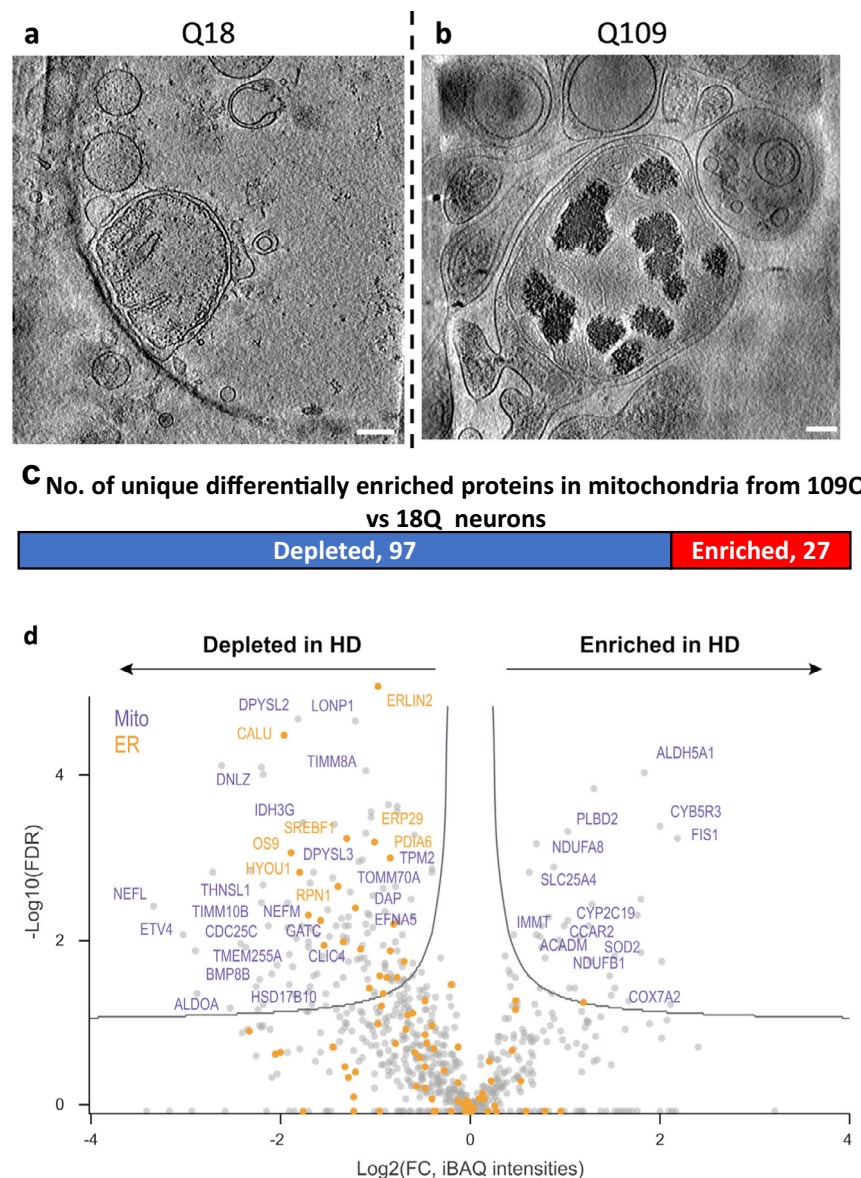 a
Q18
b
Q109
c No. of unique differentially enriched proteins in mitochondria from 109Q
vs 18Q neurons
Depleted, 97
Enriched, 27
d
Depleted in HD
Enriched in HD
Mito
ER
DPYSL2
LONP1
ERLIN2
CALU
TIMM8A
DNLZ
IDH3G
SREBF1
ERP29
OS9
PDIA6
DPYSL3
TPM2
HYOU1
TOMM70A
NEFL
THNSL1
RPN1
DAP
TIMM10B
NEFM
EFNA5
ETV4
CDC25C
GATC
TMEM255A
CLIC4
BMP8B
ALDOA
HSD17B10
ALDH5A1
PLBD2
CYB5R3
FIS1
NDUFA8
SLC25A4
IMMT
CYP2C19
CCAR2
ACADM
SOD2
NDUFB1
COX7A2
-Log10(FDR)
4
2
0
-4
-2
0
2
4
Log2(FC, iBAQ intensities)